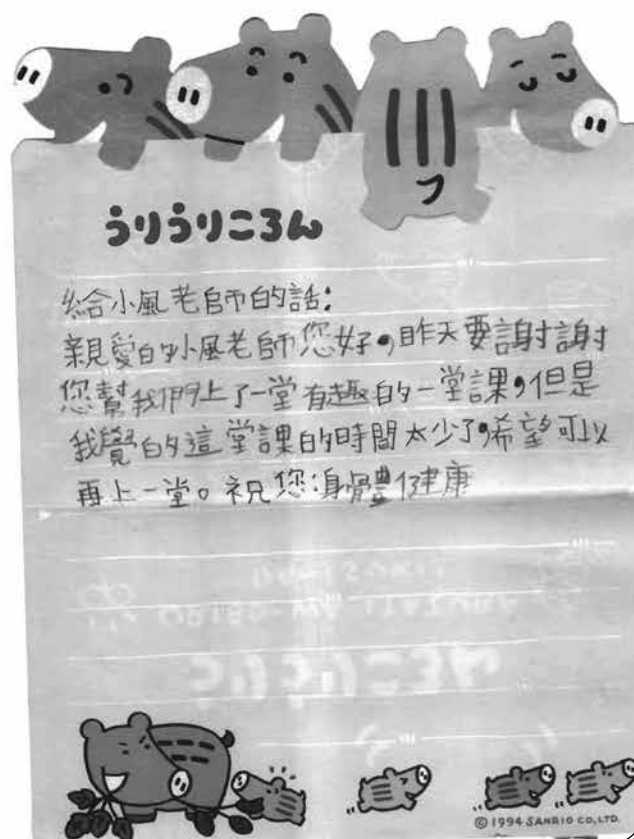 うりうりころん
給小風老師的話:
親愛的小風老師您好,昨天要謝謝
您幫我們上了一堂有趣的一堂課,但是
我覺的這堂課的時間太少了,希望可以
再上一堂。祝您:身體健康
© 1994 SANRIO CO., LTD.